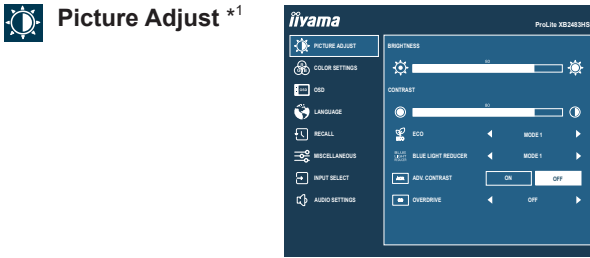 Picture Adjust *1
iiyama
ProLite XB2483HS
PICTURE ADJUST
COLOR SETTINGS
OSD
LANGUAGE
RECALL
MISCELLANEOUS
INPUT SELECT
AUDIO SETTINGS
BRIGHTNESS
CONTRAST
ECO MODE 1
BLUE LIGHT REDUCER MODE 1
ADV. CONTRAST ON OFF
OVERDRIVE OFF